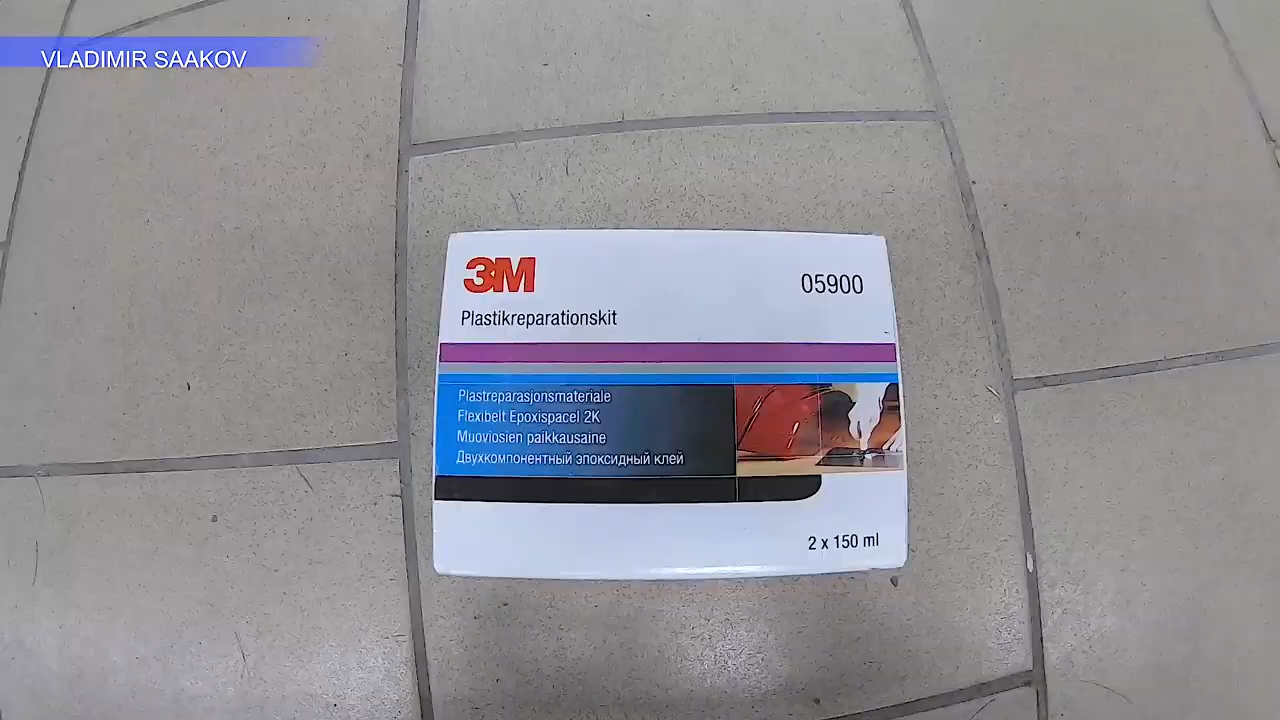 VLADIMIR SAAKOV
3M
05900
Plastikreparationskit
Plastreparasjonsmateriale
Flexibelt Epoxispacel 2K
Muoviosien paikkausaine
Двухкомпонентный эпоксидный клей
2 x 150 ml